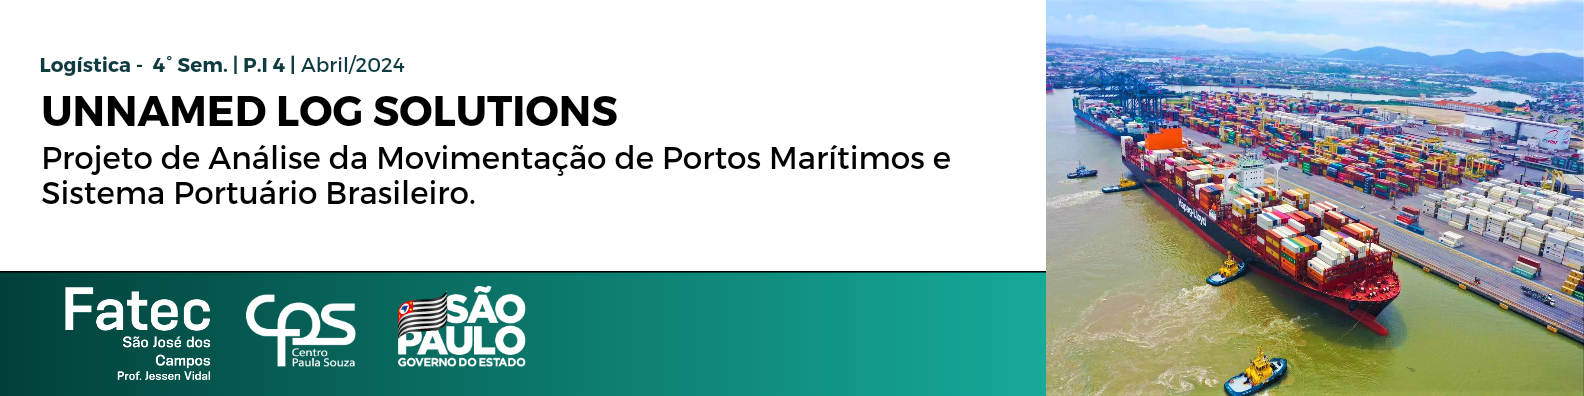 Logística - 4° Sem. | P.I 4 | Abril/2024
UNNAMED LOG SOLUTIONS
Projeto de Análise da Movimentação de Portos Marítimos e
Sistema Portuário Brasileiro.
Fatec
São José dos
Campos
Prof. Jessen Vidal
CPS
Centro
Paula Souza
SÃO
PAULO
GOVERNO DO ESTADO
Hapag-Lloyd